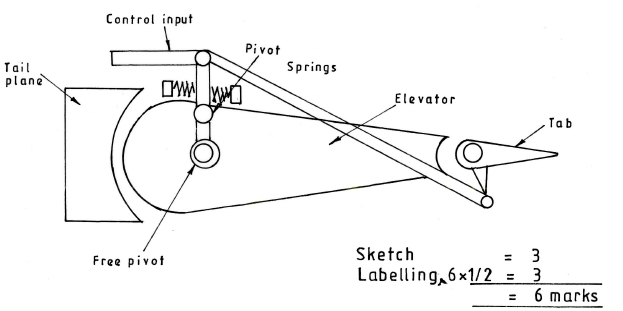 Control input
Pivot
Springs
Tail
plane
Elevator
Tab
Free pivot
Sketch = 3
Labelling, 6×1/2 = 3
= 6 marks